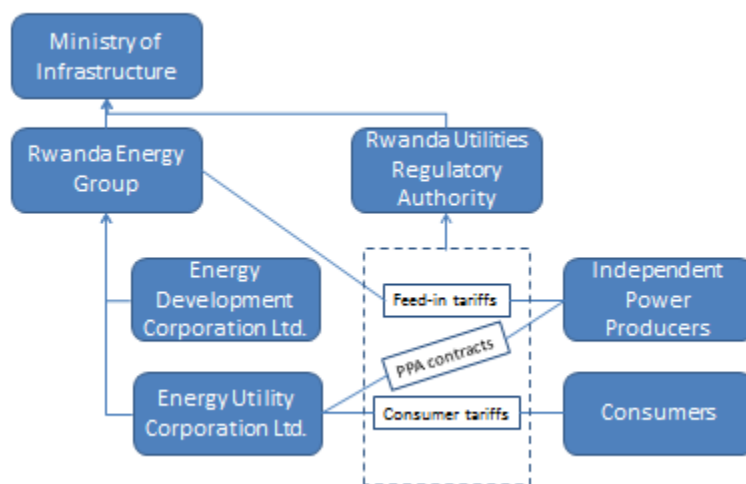 Ministry of
Infrastructure
Rwanda Energy
Group
Rwanda Utilities
Regulatory
Authority
Energy
Development
Corporation Ltd.
Feed-in tariffs
Independent
Power
Producers
PPA contracts
Energy Utility
Corporation Ltd.
Consumer tariffs
Consumers